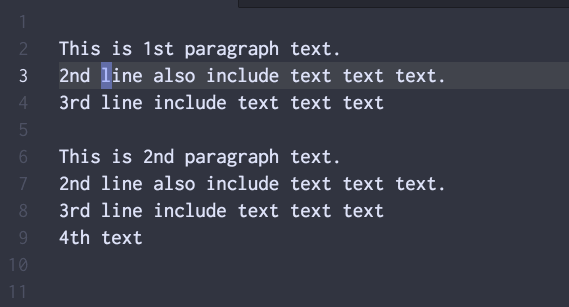 1
2 This is 1st paragraph text.
3 2nd line also include text text text.
4 3rd line include text text text
5
6 This is 2nd paragraph text.
7 2nd line also include text text text.
8 3rd line include text text text
9 4th text
10
11